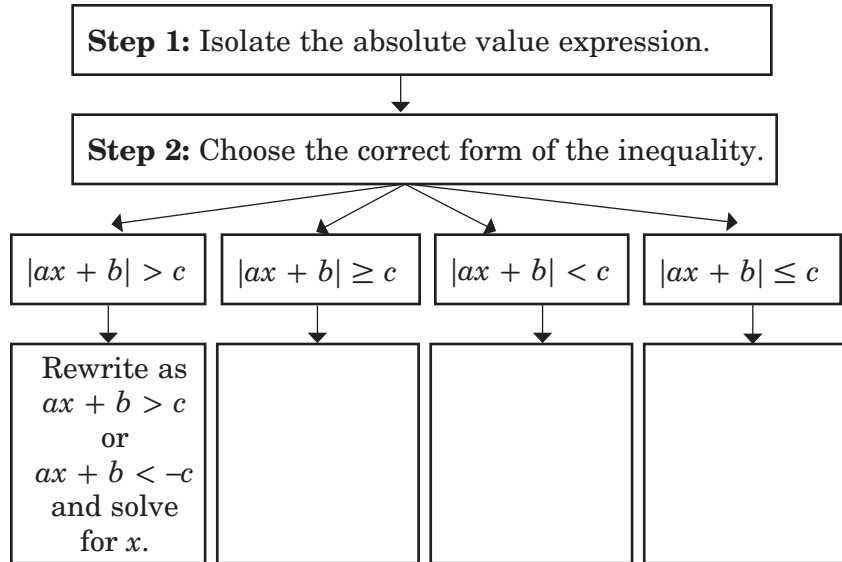 Step 1: Isolate the absolute value expression.
Step 2: Choose the correct form of the inequality.
|ax + b| > c
|ax + b| ≥ c
|ax + b| < c
|ax + b| ≤ c
Rewrite as
ax + b > c
or
ax + b < –c
and solve
for x.